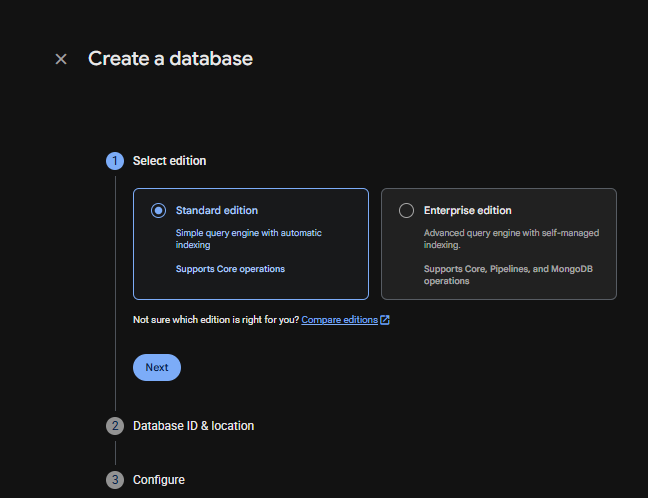 Create a database
1 Select edition
Standard edition
Simple query engine with automatic
indexing
Supports Core operations
Enterprise edition
Advanced query engine with self-managed
indexing.
Supports Core, Pipelines, and MongoDB
operations
Not sure which edition is right for you? Compare editions
Next
2 Database ID & location
3 Configure